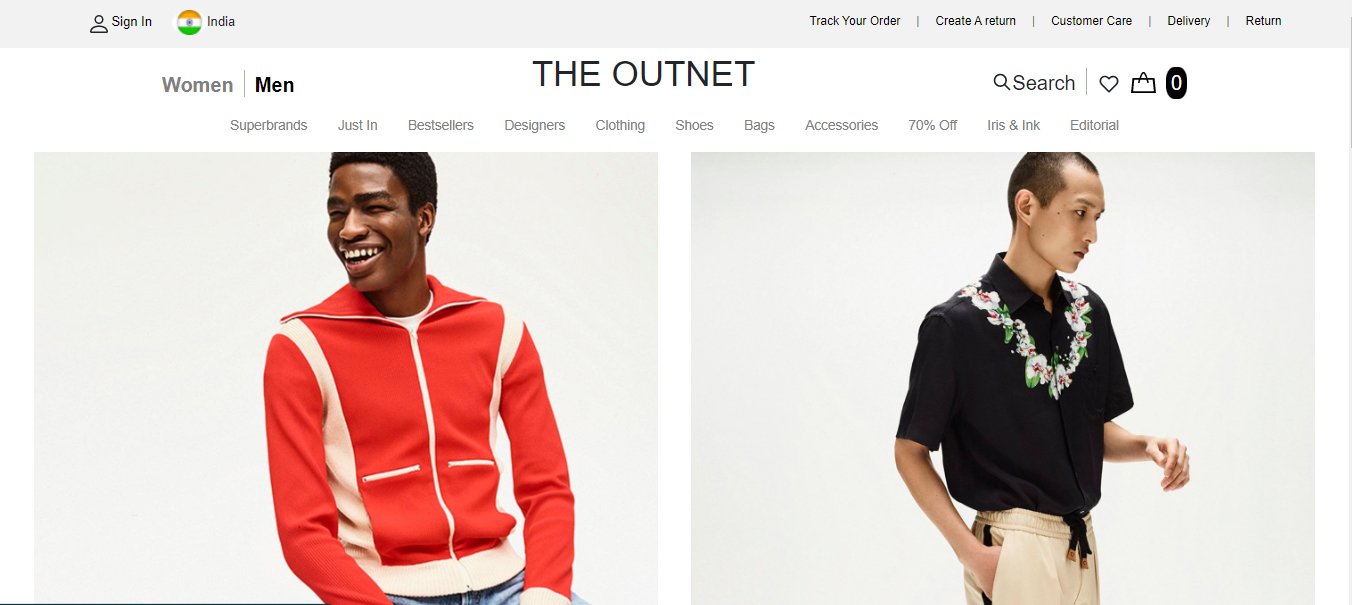 Sign In India Track Your Order | Create A return | Customer Care | Delivery | Return
Women | Men THE OUTNET Search 0
Superbrands Just In Bestsellers Designers Clothing Shoes Bags Accessories 70% Off Iris & Ink Editorial